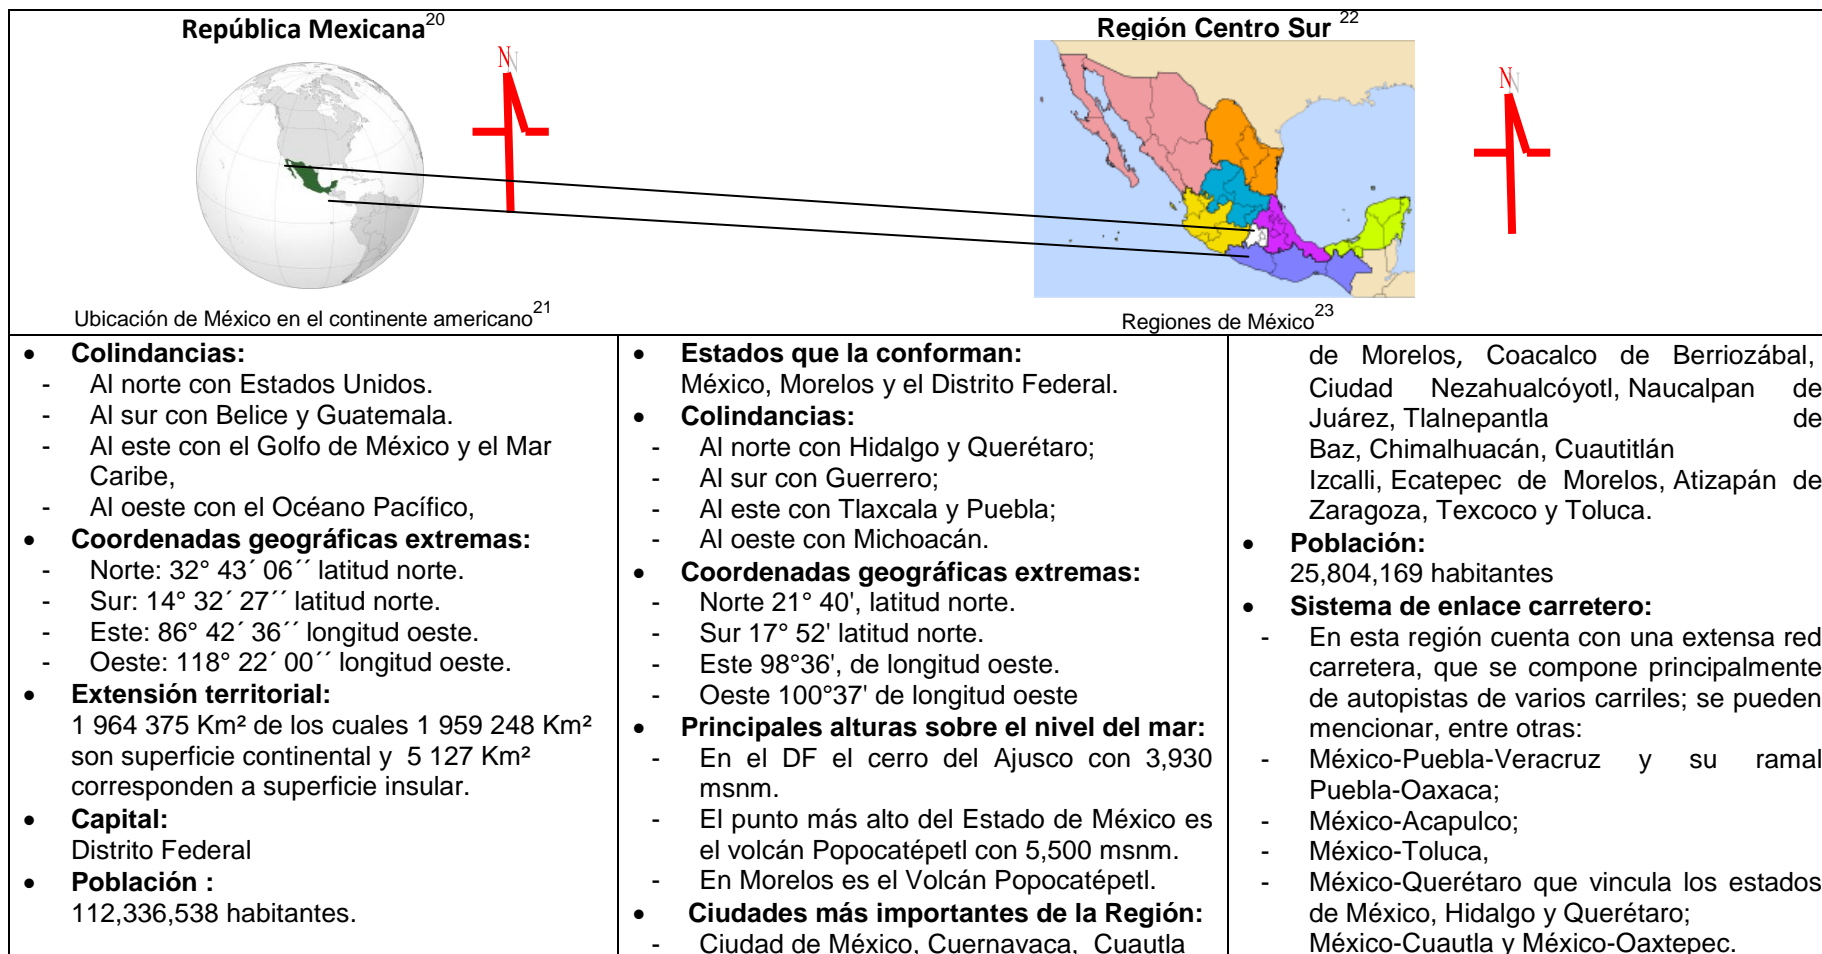 República Mexicana20
Región Centro Sur 22
N
N
Ubicación de México en el continente americano21
Regiones de México23
• Colindancias:
- Al norte con Estados Unidos.
- Al sur con Belice y Guatemala.
- Al este con el Golfo de México y el Mar
Caribe,
- Al oeste con el Océano Pacífico,
• Coordenadas geográficas extremas:
- Norte: 32° 43´ 06´´ latitud norte.
- Sur: 14° 32´ 27´´ latitud norte.
- Este: 86° 42´ 36´´ longitud oeste.
- Oeste: 118° 22´ 00´´ longitud oeste.
• Extensión territorial:
1 964 375 Km² de los cuales 1 959 248 Km²
son superficie continental y 5 127 Km²
corresponden a superficie insular.
• Capital:
Distrito Federal
• Población :
112,336,538 habitantes.
• Estados que la conforman:
México, Morelos y el Distrito Federal.
• Colindancias:
- Al norte con Hidalgo y Querétaro;
- Al sur con Guerrero;
- Al este con Tlaxcala y Puebla;
- Al oeste con Michoacán.
• Coordenadas geográficas extremas:
- Norte 21° 40', latitud norte.
- Sur 17° 52' latitud norte.
- Este 98°36', de longitud oeste.
- Oeste 100°37' de longitud oeste
• Principales alturas sobre el nivel del mar:
- En el DF el cerro del Ajusco con 3,930
msnm.
- El punto más alto del Estado de México es
el volcán Popocatépetl con 5,500 msnm.
- En Morelos es el Volcán Popocatépetl.
• Ciudades más importantes de la Región:
- Ciudad de México, Cuernavaca, Cuautla
de Morelos, Coacalco de Berriozábal,
Ciudad Nezahualcóyotl, Naucalpan de
Juárez, Tlalnepantla de
Baz, Chimalhuacán, Cuautitlán
Izcalli, Ecatepec de Morelos, Atizapán de
Zaragoza, Texcoco y Toluca.
• Población:
25,804,169 habitantes
• Sistema de enlace carretero:
- En esta región cuenta con una extensa red
carretera, que se compone principalmente
de autopistas de varios carriles; se pueden
mencionar, entre otras:
- México-Puebla-Veracruz y su ramal
Puebla-Oaxaca;
- México-Acapulco;
- México-Toluca,
- México-Querétaro que vincula los estados
de México, Hidalgo y Querétaro;
México-Cuautla y México-Oaxtepec.